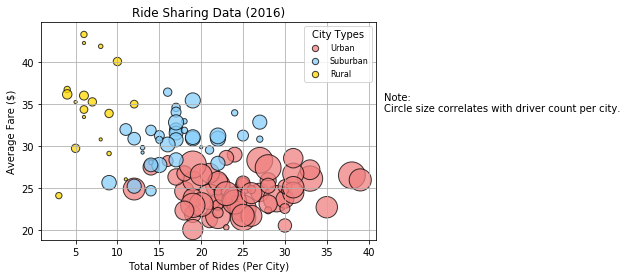 Ride Sharing Data (2016)
City Types
Urban
Suburban
Rural
Note:
Circle size correlates with driver count per city.
Average Fare ($)
40
35
30
25
20
5
10
15
20
25
30
35
40
Total Number of Rides (Per City)